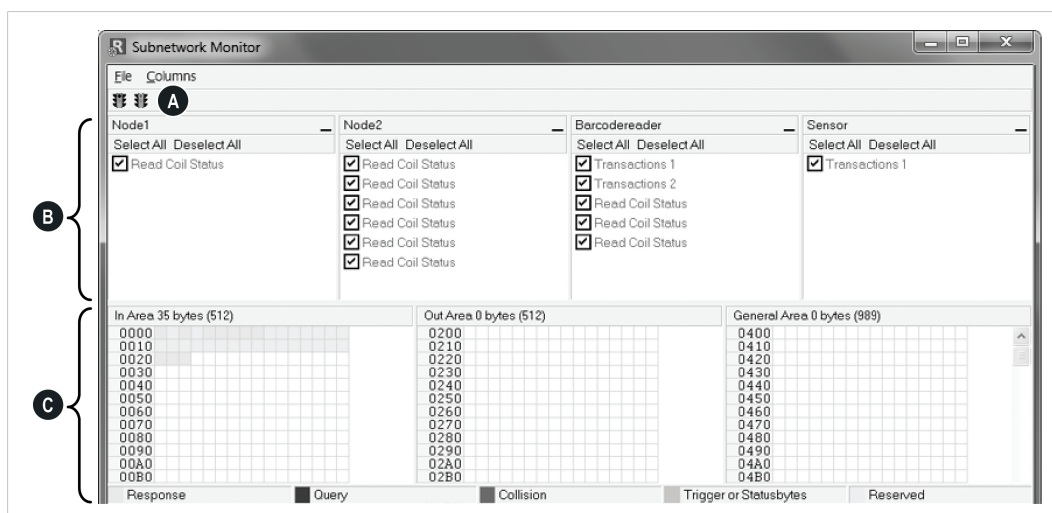 R Subnetwork Monitor
File Columns
A
Node1
Select All Deselect All
Read Coil Status
Node2
Select All Deselect All
Read Coil Status
Read Coil Status
Read Coil Status
Read Coil Status
Read Coil Status
Read Coil Status
Barcodereader
Select All Deselect All
Transactions 1
Transactions 2
Read Coil Status
Read Coil Status
Read Coil Status
Sensor
Select All Deselect All
Transactions 1
B
In Area 35 bytes (512)
0000
0010
0020
0030
0040
0050
0060
0070
0080
0090
00A0
00B0
Out Area 0 bytes (512)
0200
0210
0220
0230
0240
0250
0260
0270
0280
0290
02A0
02B0
General Area 0 bytes (989)
0400
0410
0420
0430
0440
0450
0460
0470
0480
0490
04A0
04B0
C
Response Query Collision Trigger or Statusbytes Reserved